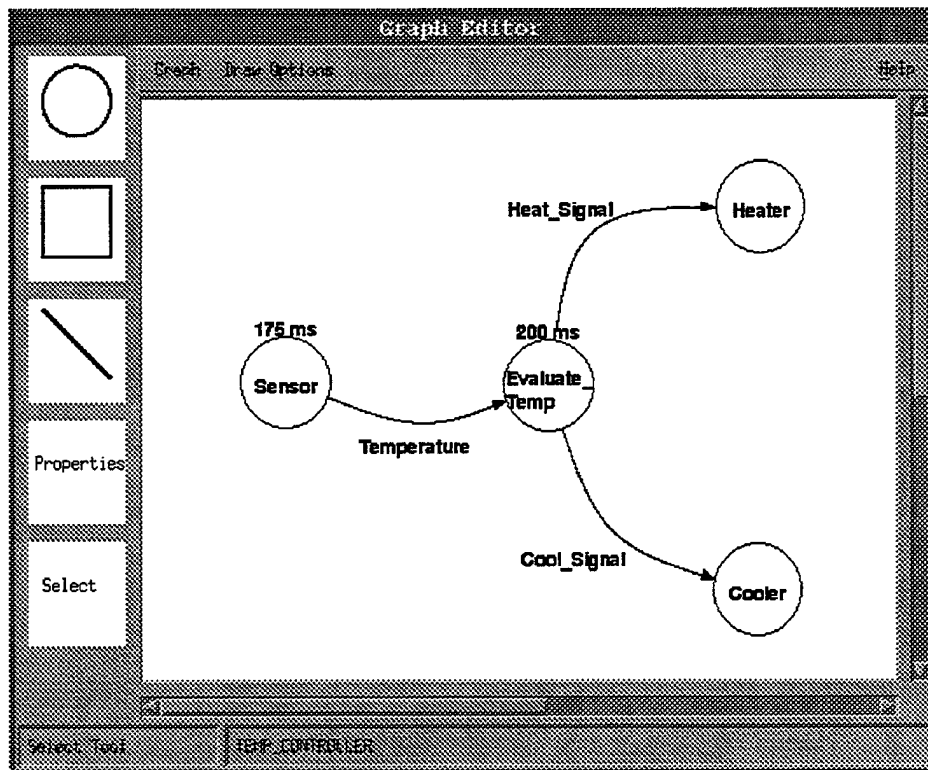 Graph Editor
Graph Draw Options Help
Heat_Signal
Heater
175 ms
200 ms
Sensor
Evaluate_
Temp
Temperature
Properties
Cool_Signal
Select
Cooler
Select Tool
TEMP_CONTROLLER